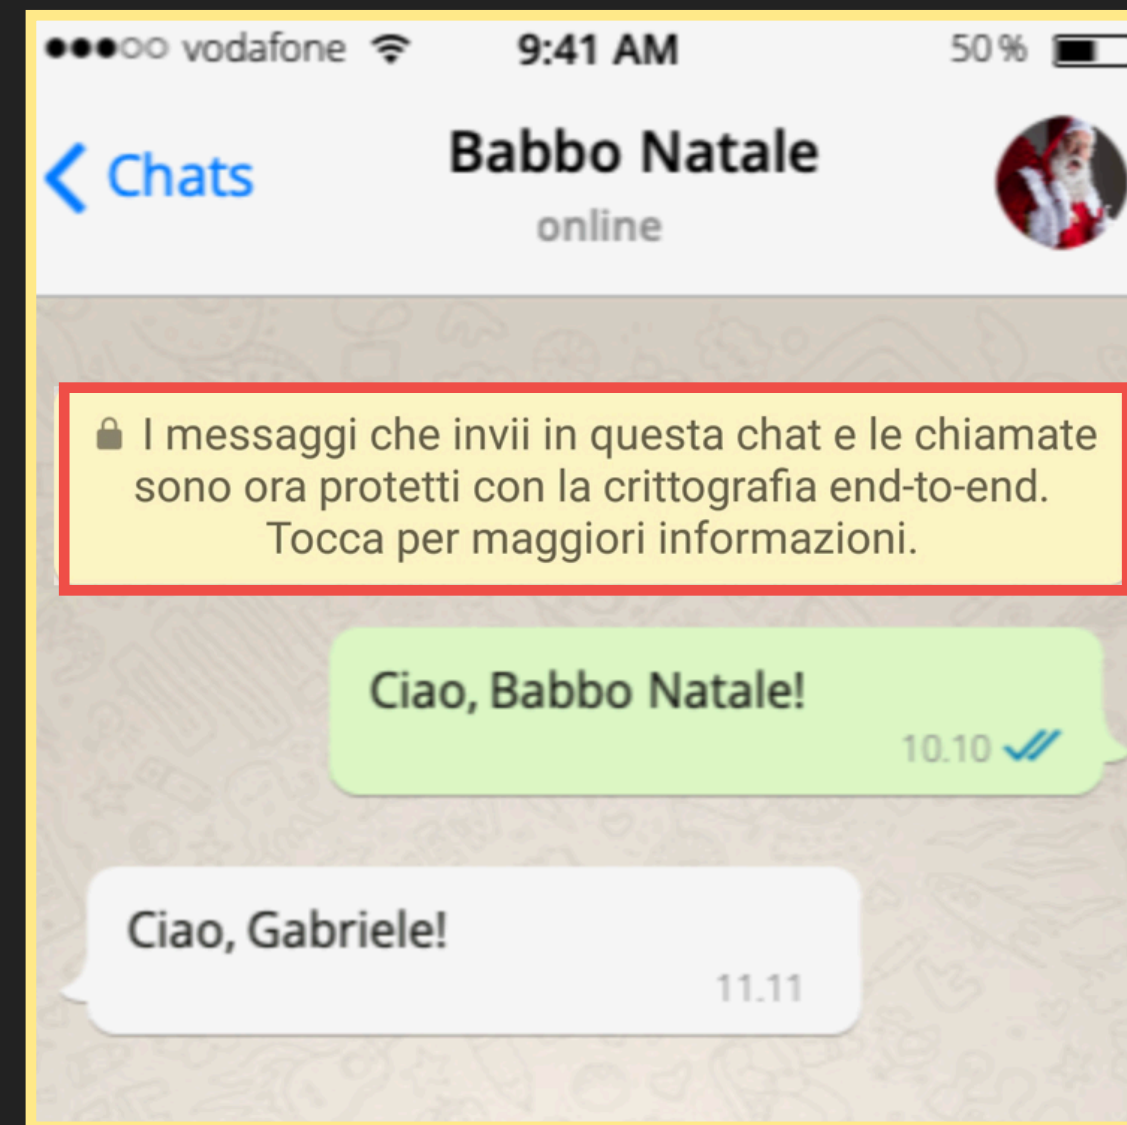 vodafone 9:41 AM 50%
Chats Babbo Natale
online
I messaggi che invii in questa chat e le chiamate
sono ora protetti con la crittografia end-to-end.
Tocca per maggiori informazioni.
Ciao, Babbo Natale!
10.10
Ciao, Gabriele!
11.11